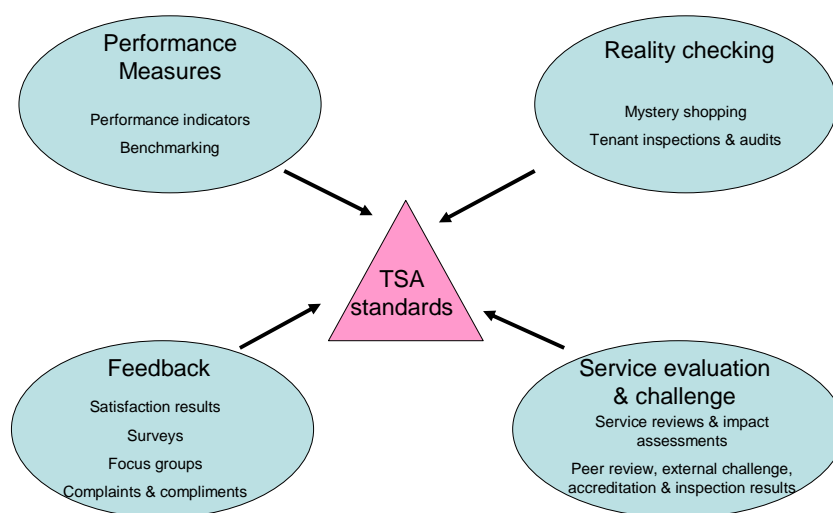 Performance
Measures
Performance indicators
Benchmarking
Reality checking
Mystery shopping
Tenant inspections & audits
TSA
standards
Feedback
Satisfaction results
Surveys
Focus groups
Complaints & compliments
Service evaluation
& challenge
Service reviews & impact
assessments
Peer review, external challenge,
accreditation & inspection results